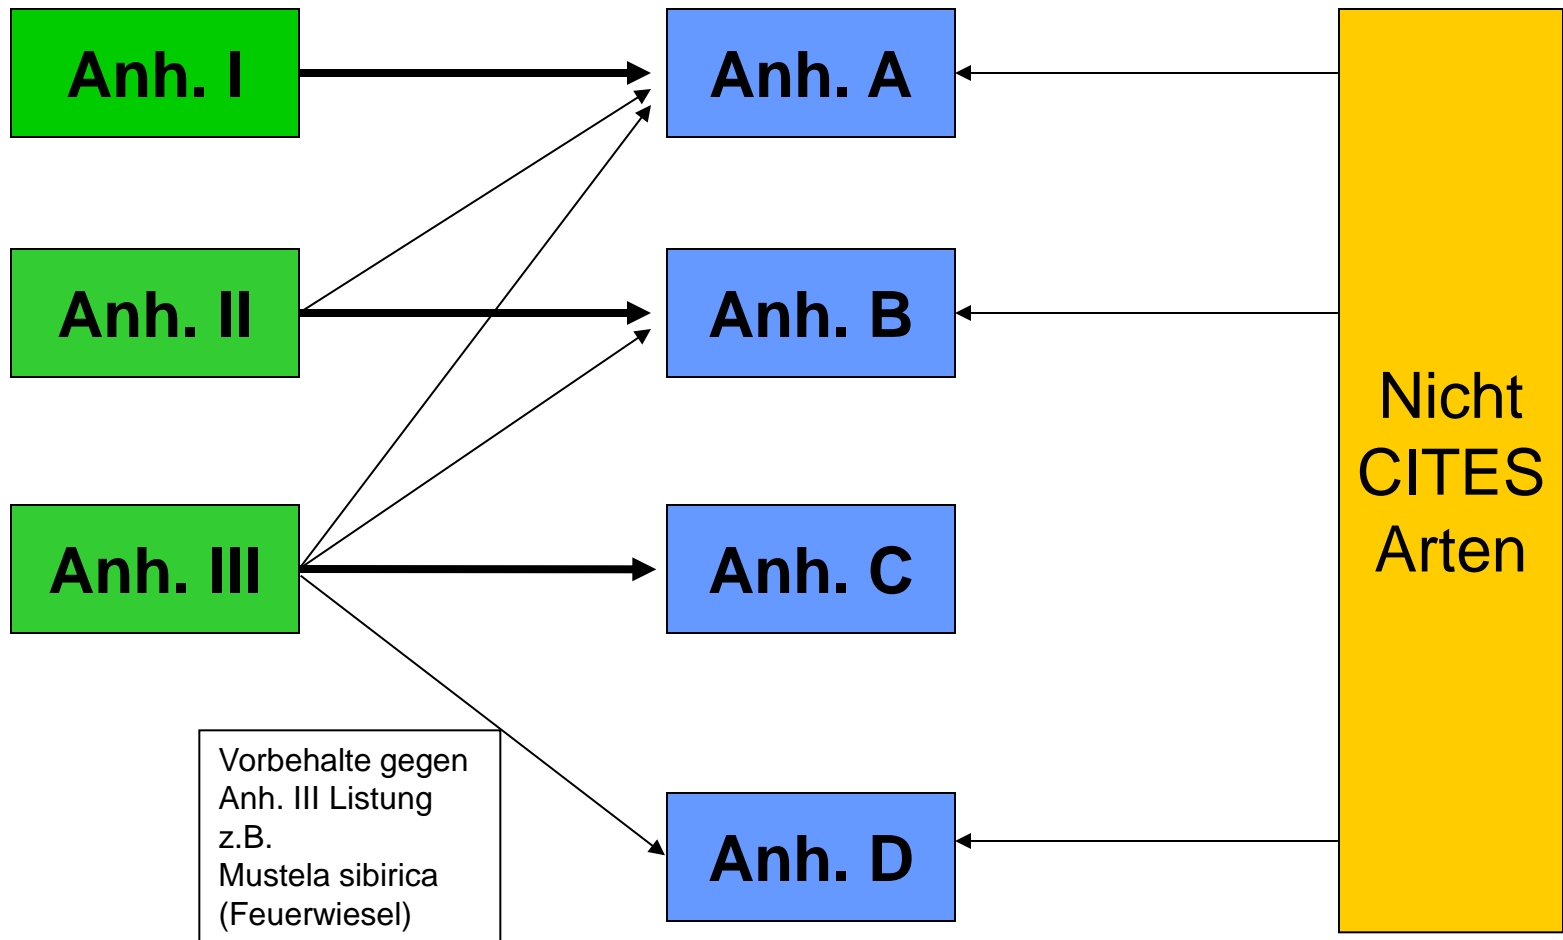 Anh. I
Anh. A
Anh. II
Anh. B
Anh. III
Anh. C
Anh. D
Nicht
CITES
Arten
Vorbehalte gegen
Anh. III Listung
z.B.
Mustela sibirica
(Feuerwiesel)